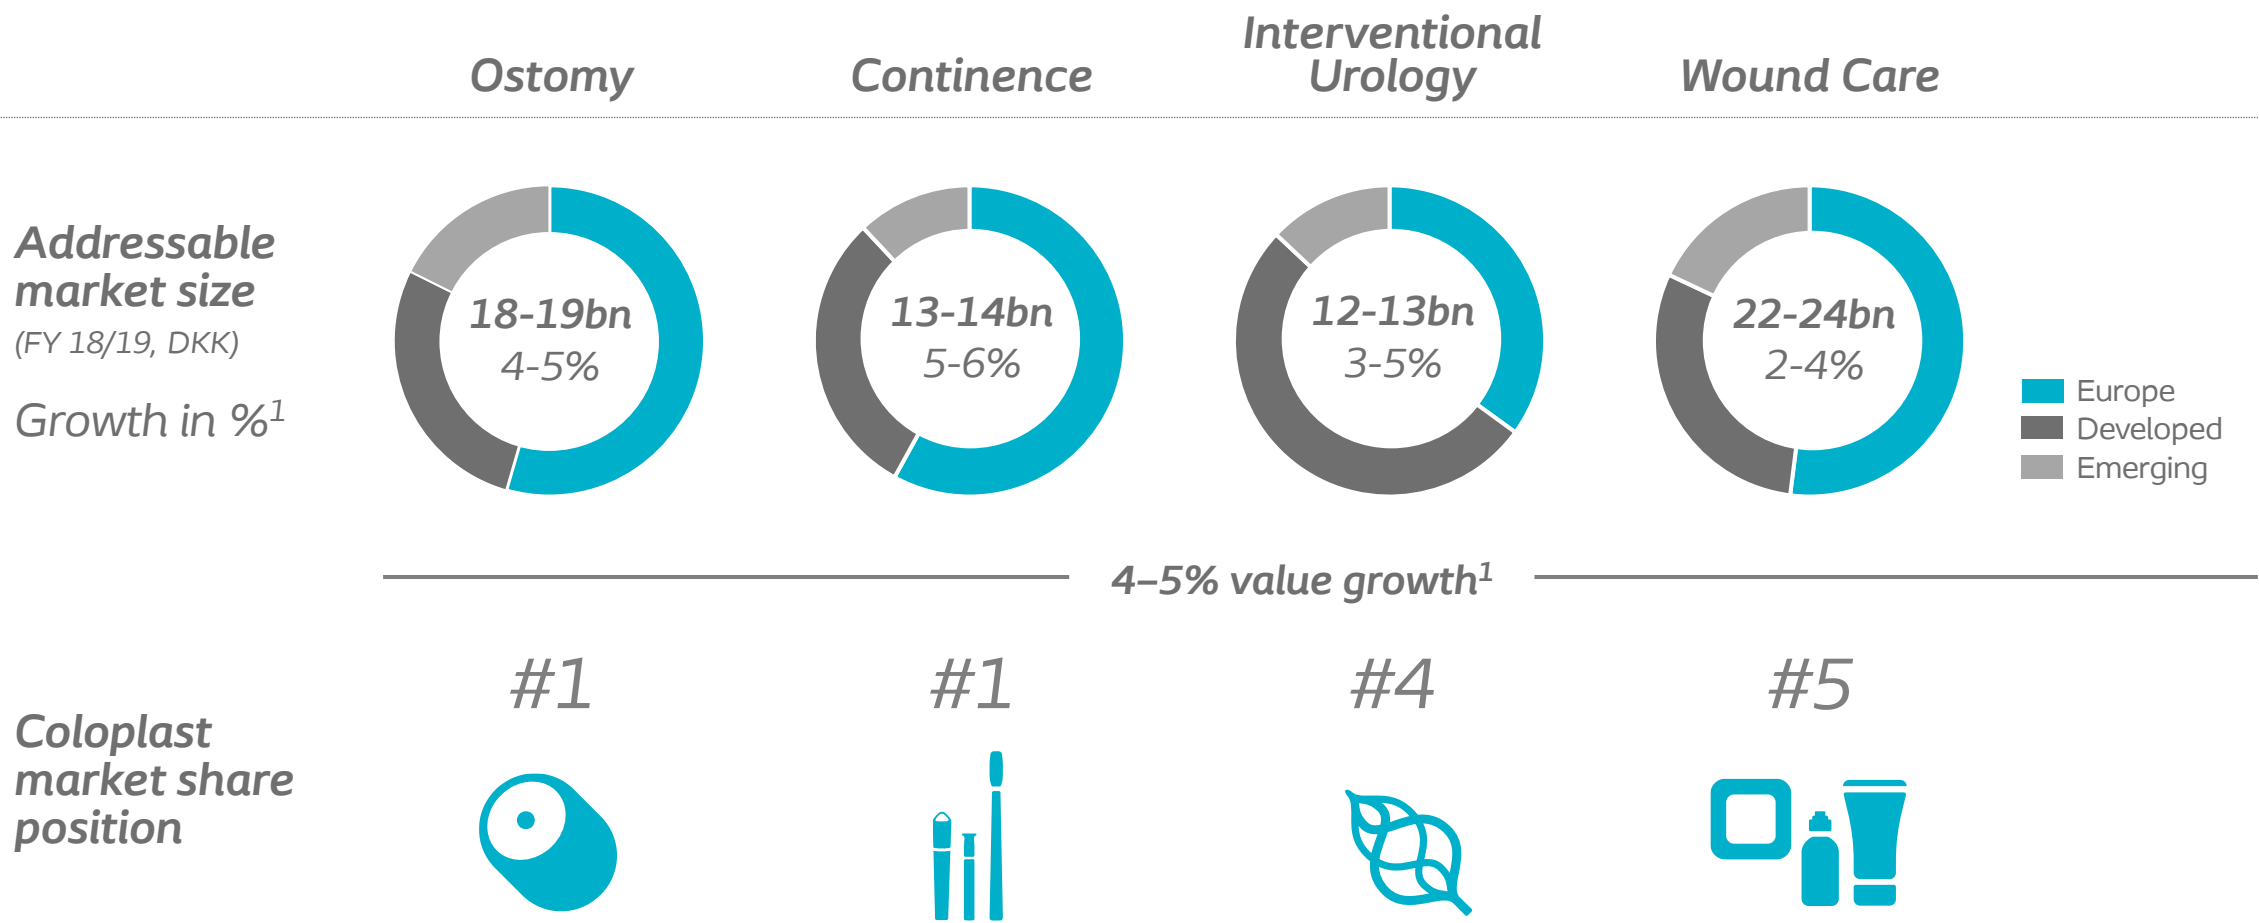 Ostomy
Continence
Interventional
Urology
Wound Care
Addressable
market size
(FY 18/19, DKK)
Growth in %¹
18-19bn
4-5%
13-14bn
5-6%
12-13bn
3-5%
22-24bn
2-4%
Europe
Developed
Emerging
4–5% value growth¹
Coloplast
market share
position
#1
#1
#4
#5